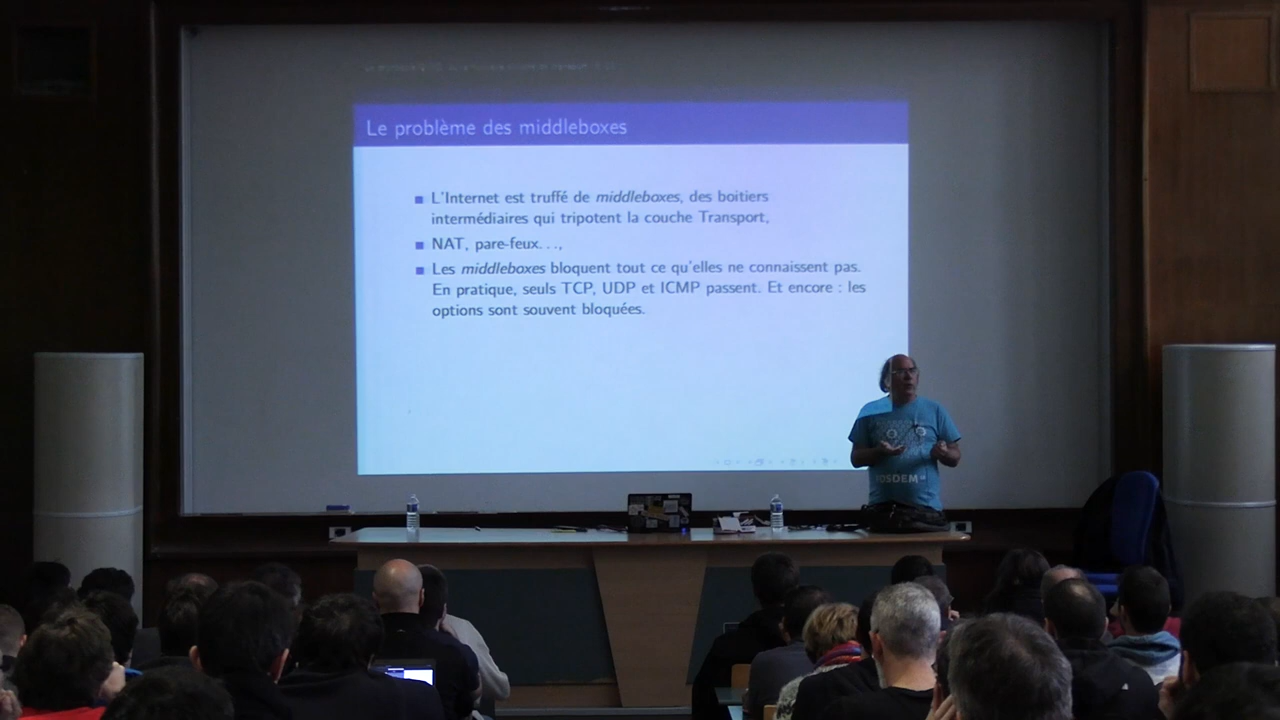 Le problème des middleboxes
L'Internet est truffé de middleboxes, des boitiers
intermédiaires qui tripotent la couche Transport,
NAT, pare-feux...,
Les middleboxes bloquent tout ce qu'elles ne connaissent pas.
En pratique, seuls TCP, UDP et ICMP passent. Et encore : les
options sont souvent bloquées.
FOSDEM